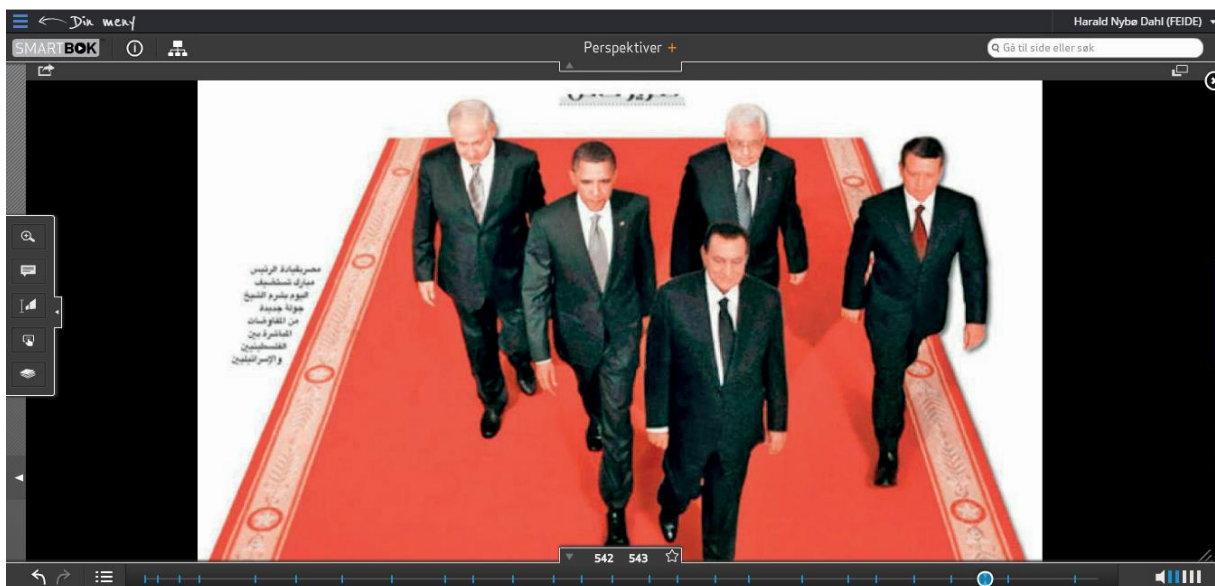 Din meny
Harald Nybø Dahl (FEIDE)
SMARTBOK
Perspektiver +
Gå til side eller søk
مصر بقيادة الرئيس
مبارك تستضيف
اليوم بشرم الشيخ
جولة جديدة
من المفاوضات
المباشرة بين
الفلسطينيين
والإسرائيليين
542 543